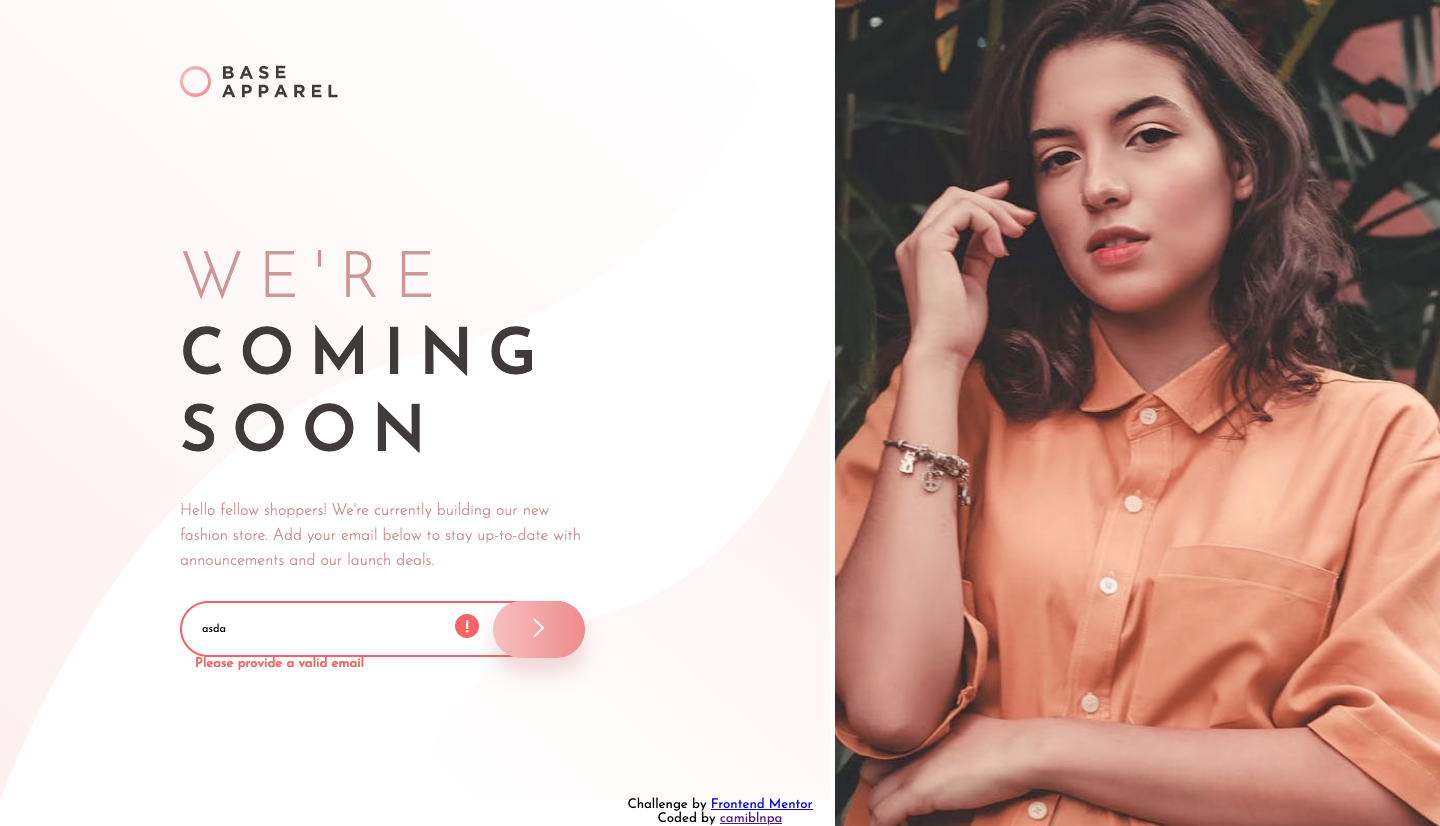 BASE
APPAREL
WE'RE
COMING
SOON
Hello fellow shoppers! We're currently building our new
fashion store. Add your email below to stay up-to-date with
announcements and our launch deals.
asda
!
Please provide a valid email
Challenge by Frontend Mentor
Coded by camiblnpa